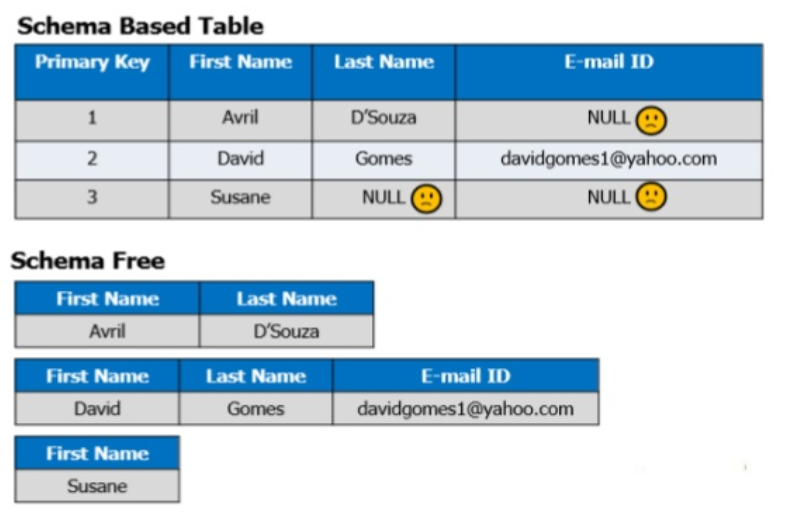 Schema Based Table
Primary Key First Name Last Name E-mail ID
1 Avril D'Souza NULL
2 David Gomes davidgomes1@yahoo.com
3 Susane NULL NULL
Schema Free
First Name Last Name
Avril D'Souza
First Name Last Name E-mail ID
David Gomes davidgomes1@yahoo.com
First Name
Susane